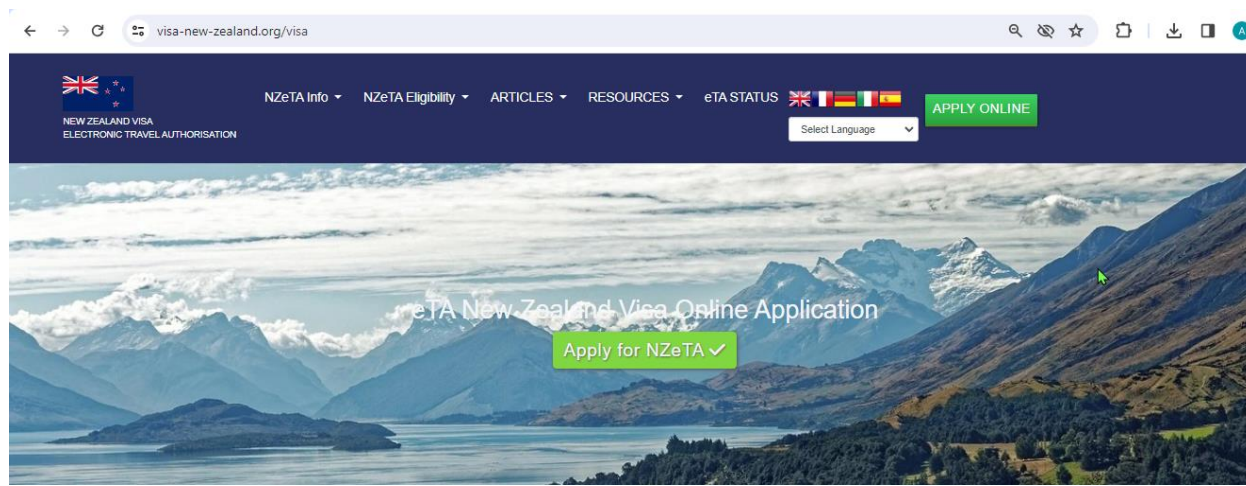 visa-new-zealand.org/visa
A
NZeTA Info
NZeTA Eligibility
ARTICLES
RESOURCES
eTA STATUS
APPLY ONLINE
NEW ZEALAND VISA
ELECTRONIC TRAVEL AUTHORISATION
Select Language
eTA New Zealand Visa Online Application
Apply for NZeTA